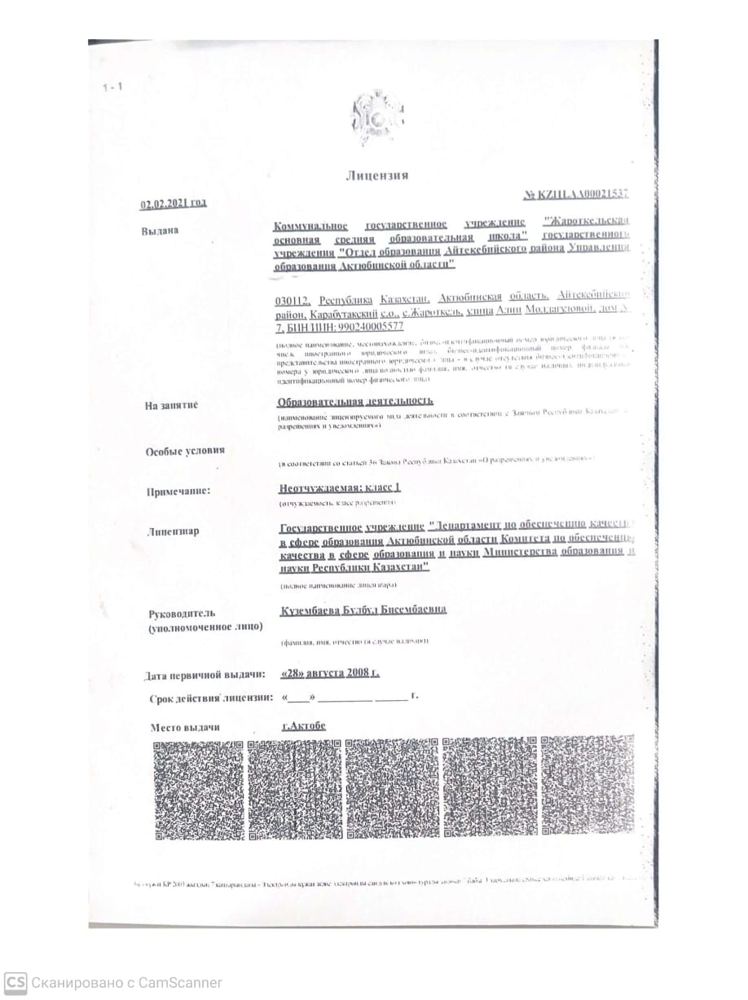 1 - 1
Лицензия
02.02.2021 год
№ KZ11LAA00021537
Выдана
Коммунальное государственное учреждение "Жароткельская
основная средняя образовательная школа" государственного
учреждения "Отдел образования Айтекебийского района Управления
образования Актюбинской области"
030112, Республика Казахстан, Актюбинская область, Айтекебийский
район, Карабутакский с.о., с.Жароткель, улица Алии Молдагуловой, дом №
7, БИН/ИИН: 990240005577
(полное наименование, местонахождение, бизнес-идентификационный номер юридического лица (в том
числе иностранного юридического лица), бизнес-идентификационный номер филиала или
представительства иностранного юридического лица – в случае отсутствия бизнес-идентификационного
номера у юридического лица/полностью фамилия, имя, отчество (в случае наличия), индивидуальный
идентификационный номер физического лица)
На занятие
Образовательная деятельность
(наименование лицензируемого вида деятельности в соответствии с Законом Республики Казахстан «О
разрешениях и уведомлениях»)
Особые условия
(в соответствии со статьей 36 Закона Республики Казахстан «О разрешениях и уведомлениях»)
Примечание:
Неотчуждаемая; класс 1
(отчуждаемость, класс разрешения)
Лицензиар
Государственное учреждение "Департамент по обеспечению качества
в сфере образования Актюбинской области Комитета по обеспечению
качества в сфере образования и науки Министерства образования и
науки Республики Казахстан"
(полное наименование лицензиара)
Руководитель
(уполномоченное лицо)
Кузембаева Булбул Бисембаевна
(фамилия, имя, отчество (в случае наличия))
Дата первичной выдачи: «28» августа 2008 г.
Срок действия лицензии: «____» __________ ______ г.
Место выдачи г.Актобе
CS Сканировано с CamScanner